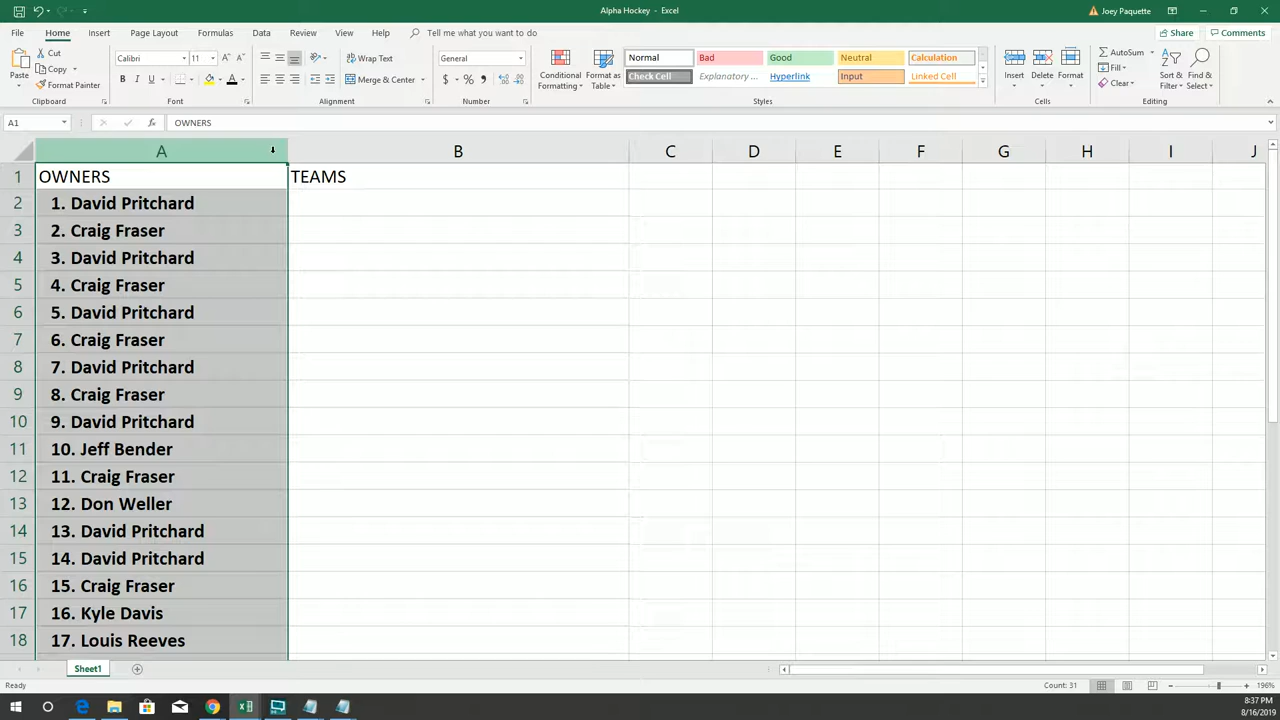 Alpha Hockey - Excel
Joey Paquette
File Home Insert Page Layout Formulas Data Review View Help Tell me what you want to do
Share Comments
Paste Cut Copy Format Painter
Calibri 11
B I U A
Wrap Text
Merge & Center
General
$ % ,
Conditional Formatting
Format as Table
Normal Bad Good Neutral Calculation
Check Cell Explanatory ... Hyperlink Input Linked Cell
Insert Delete Format
AutoSum
Fill
Clear
Sort & Filter
Find & Select
Clipboard Font Alignment Number Styles Cells Editing
A1 fx OWNERS
A B C D E F G H I J
1 OWNERS TEAMS
2 1. David Pritchard
3 2. Craig Fraser
4 3. David Pritchard
5 4. Craig Fraser
6 5. David Pritchard
7 6. Craig Fraser
8 7. David Pritchard
9 8. Craig Fraser
10 9. David Pritchard
11 10. Jeff Bender
12 11. Craig Fraser
13 12. Don Weller
14 13. David Pritchard
15 14. David Pritchard
16 15. Craig Fraser
17 16. Kyle Davis
18 17. Louis Reeves
Sheet1
Ready Count: 31 196%
8:37 PM
8/16/2019